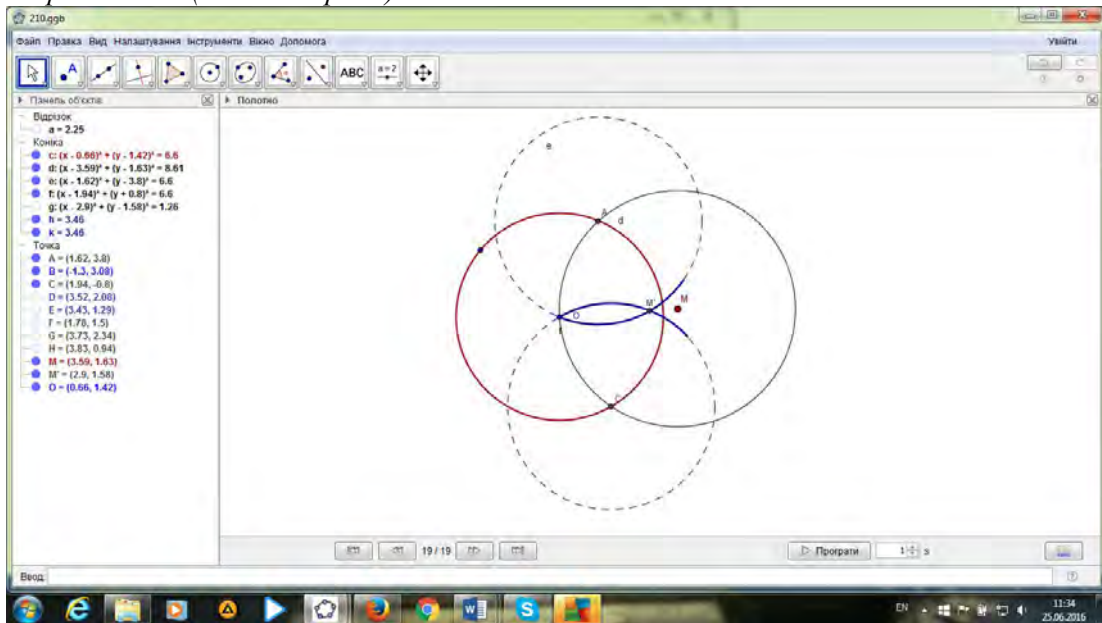 210.ggb
Файл Правка Вид Налаштування Інструменти Вікно Допомога
Увійти
ABC a=2
Панель об'єктів
Полотно
Відрізок
a = 2.25
Коніка
c: (x - 0.66)² + (y - 1.42)² = 6.6
d: (x - 3.59)² + (y - 1.63)² = 8.61
e: (x - 1.62)² + (y - 3.8)² = 6.6
f: (x - 1.94)² + (y + 0.8)² = 6.6
g: (x - 2.9)² + (y - 1.58)² = 1.26
h = 3.46
k = 3.46
Точка
A = (1.62, 3.8)
B = (-1.3, 3.08)
C = (1.94, -0.8)
D = (3.52, 2.08)
E = (3.43, 1.29)
F = (1.78, 1.5)
G = (3.73, 2.34)
H = (3.83, 0.94)
M = (3.59, 1.63)
M' = (2.9, 1.58)
O = (0.66, 1.42)
e
A
d
M'
M
O
f
C
19 / 19
Програти
1 s
Ввод:
EN
11:34
25.06.2016